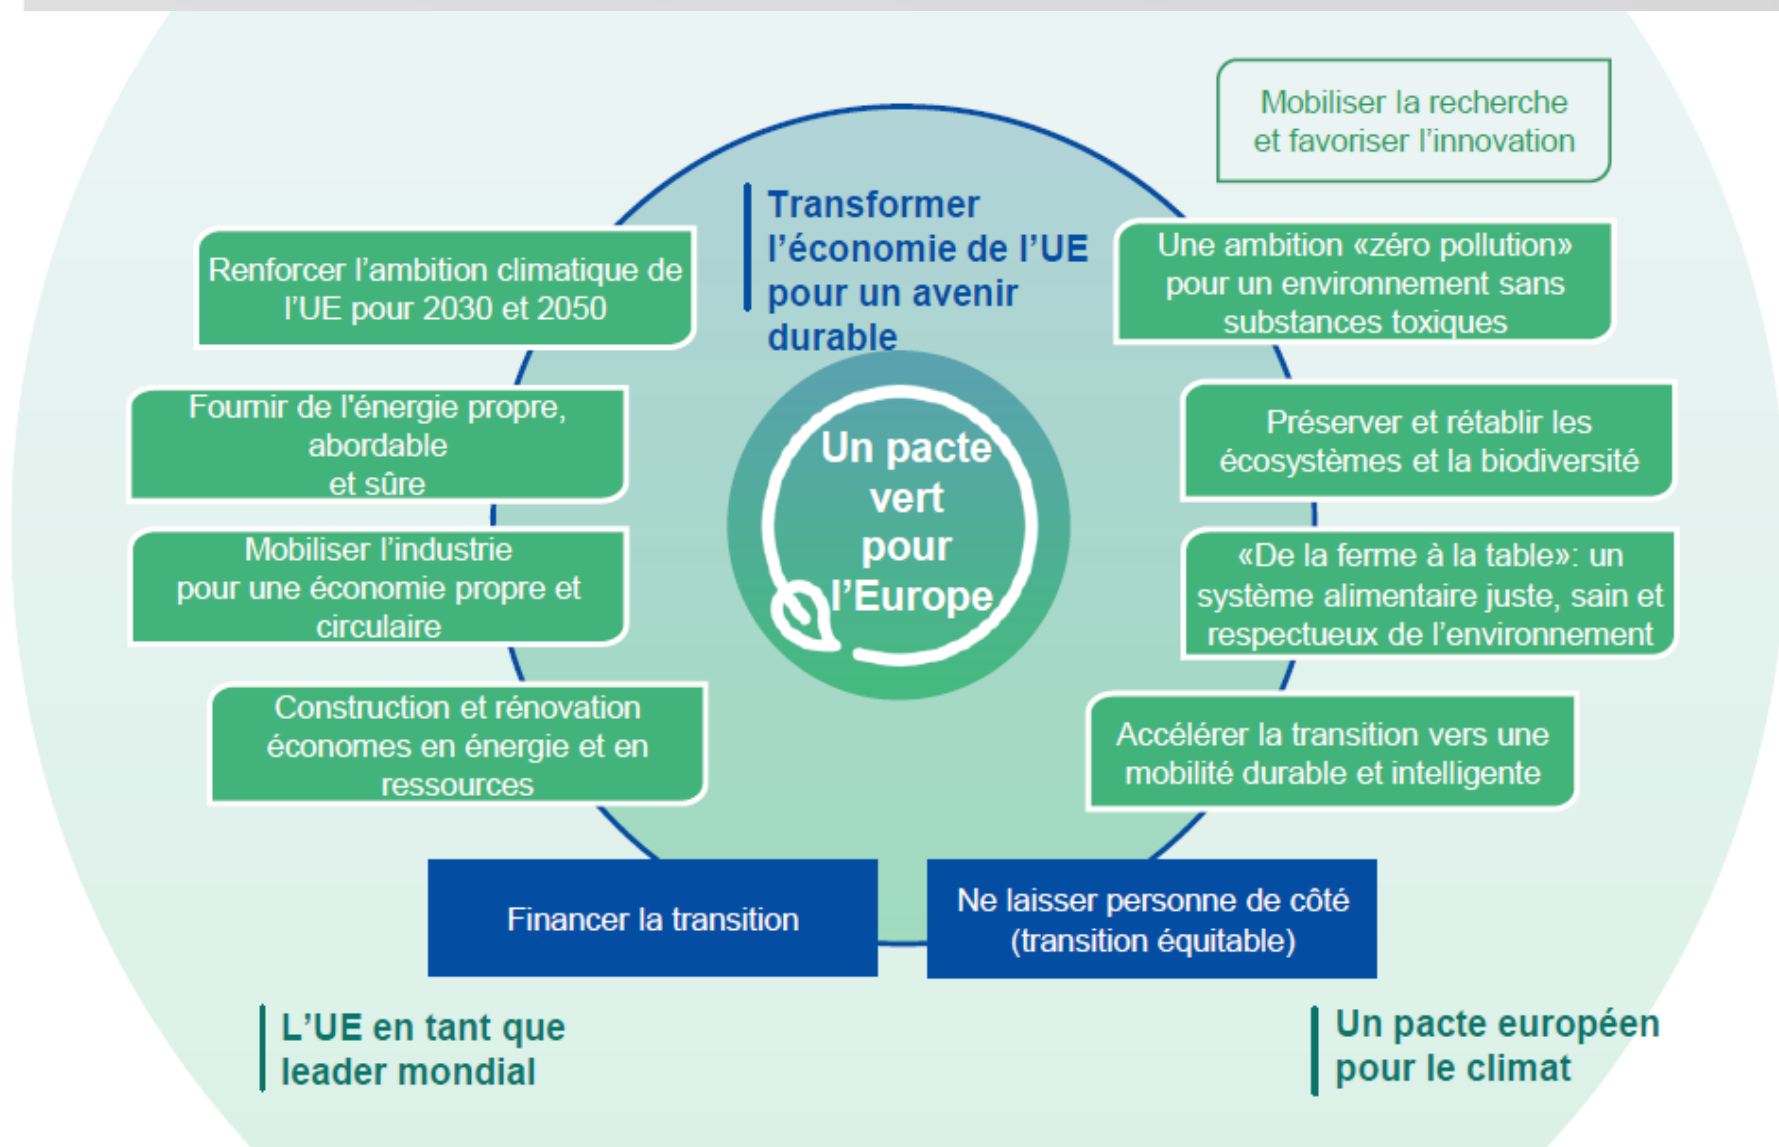 Mobiliser la recherche
et favoriser l’innovation
Transformer
l’économie de l’UE
pour un avenir
durable
Renforcer l’ambition climatique de
l’UE pour 2030 et 2050
Fournir de l'énergie propre,
abordable
et sûre
Mobiliser l’industrie
pour une économie propre et
circulaire
Construction et rénovation
économes en énergie et en
ressources
Un pacte
vert
pour
l’Europe
Une ambition «zéro pollution»
pour un environnement sans
substances toxiques
Préserver et rétablir les
écosystèmes et la biodiversité
«De la ferme à la table»: un
système alimentaire juste, sain et
respectueux de l’environnement
Accélérer la transition vers une
mobilité durable et intelligente
Financer la transition
Ne laisser personne de côté
(transition équitable)
L’UE en tant que
leader mondial
Un pacte européen
pour le climat